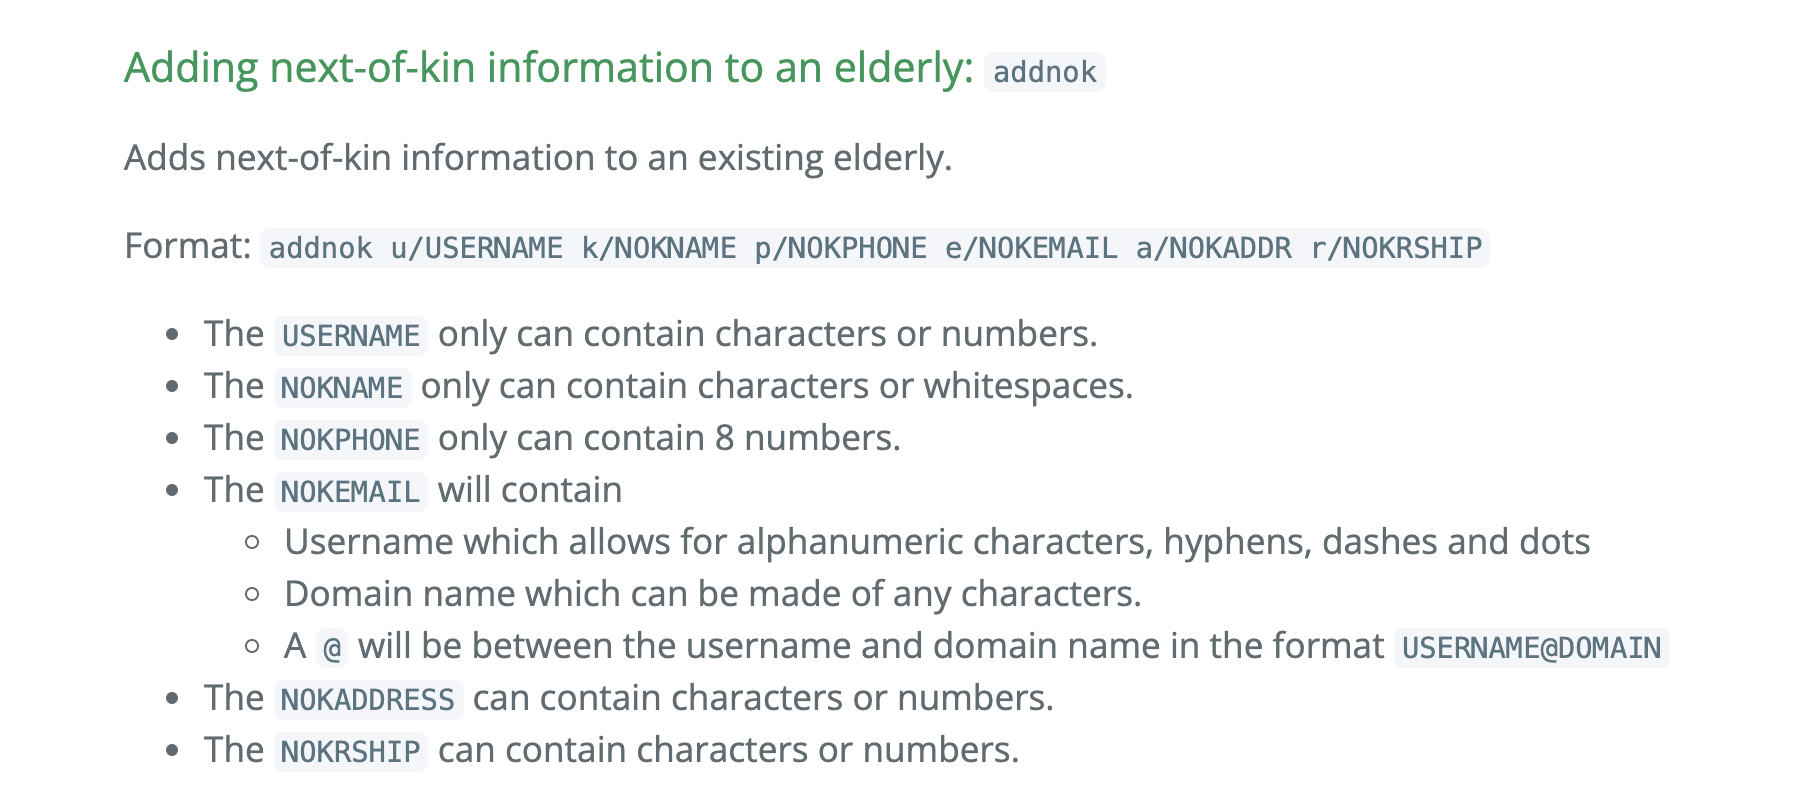 Adding next-of-kin information to an elderly: addnok
Adds next-of-kin information to an existing elderly.
Format: addnok u/USERNAME k/NOKNAME p/NOKPHONE e/NOKEMAIL a/NOKADDR r/NOKRSHIP
• The USERNAME only can contain characters or numbers.
• The NOKNAME only can contain characters or whitespaces.
• The NOKPHONE only can contain 8 numbers.
• The NOKEMAIL will contain
◦ Username which allows for alphanumeric characters, hyphens, dashes and dots
◦ Domain name which can be made of any characters.
◦ A @ will be between the username and domain name in the format USERNAME@DOMAIN
• The NOKADDRESS can contain characters or numbers.
• The NOKRSHIP can contain characters or numbers.